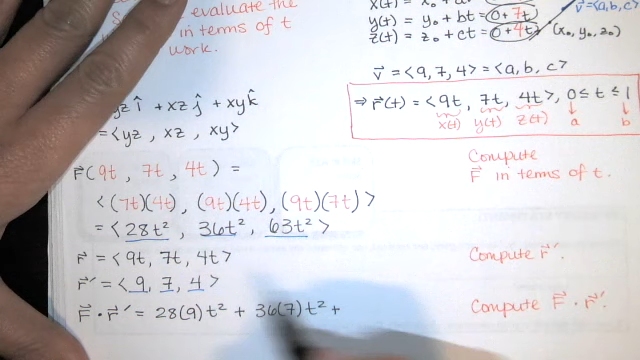 evaluate the
in terms of t
work.
x(t) =
y(t) = y₀ + bt = 0 + 7t
z(t) = z₀ + ct = 0 + 4t
v⃗ = <a, b, c>
(x₀, y₀, z₀)
v⃗ = <9, 7, 4> = <a, b, c>
⇒ r⃗(t) = <9t, 7t, 4t>, 0 ≤ t ≤ 1
x(t) y(t) z(t) a b
yz î + xz ĵ + xy k̂
= <yz, xz, xy>
F⃗(9t, 7t, 4t) =
Compute
F⃗ in terms of t.
<(7t)(4t), (9t)(4t), (9t)(7t)>
= <28t², 36t², 63t²>
r⃗ = <9t, 7t, 4t>
Compute r⃗′.
r⃗′ = <9, 7, 4>
F⃗ · r⃗′ = 28(9)t² + 36(7)t² +
Compute F⃗ · r⃗′.